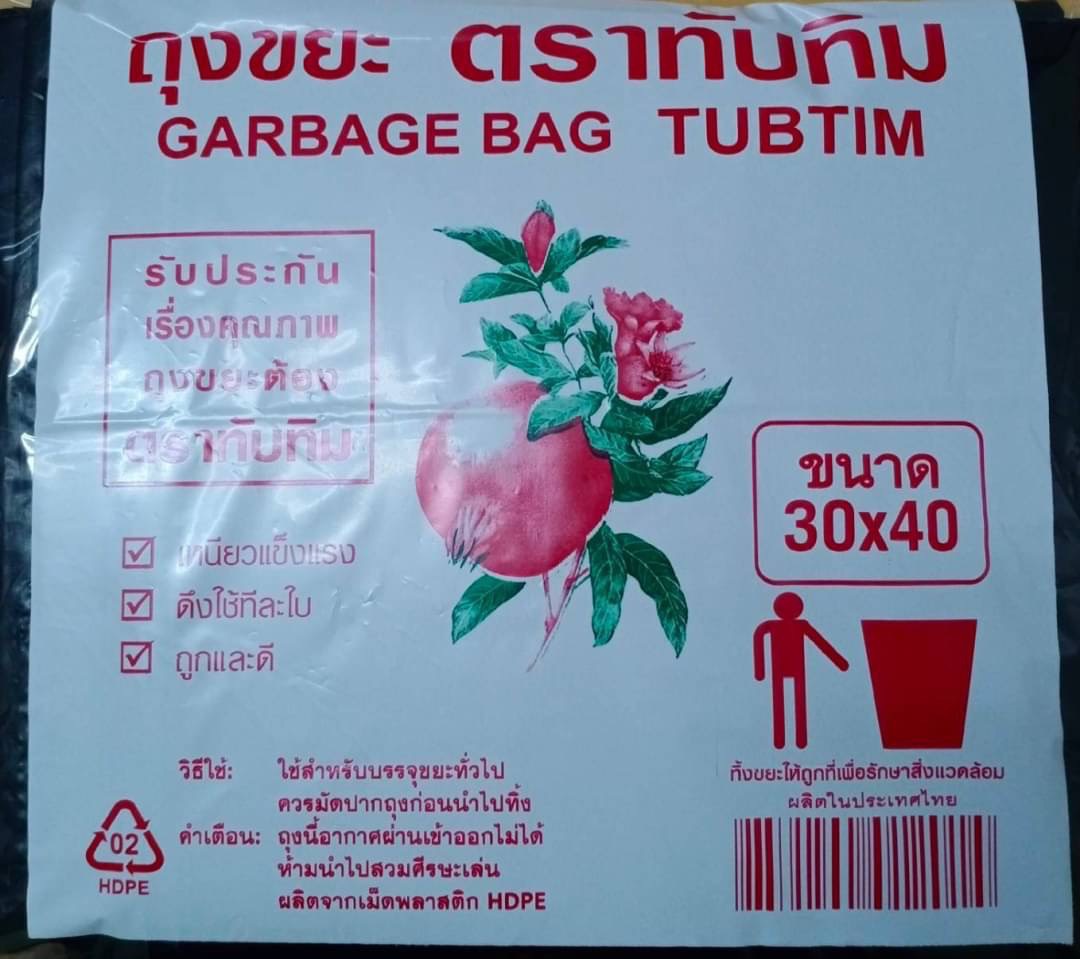 ถุงขยะ ตราทับทิม
GARBAGE BAG TUBTIM
รับประกัน
เรื่องคุณภาพ
ถุงขยะต้อง
ตราทับทิม
เหนียวแข็งแรง
ดึงใช้ทีละใบ
ถูกและดี
ขนาด
30x40
วิธีใช้: ใช้สำหรับบรรจุขยะทั่วไป
ควรมัดปากถุงก่อนนำไปทิ้ง
คำเตือน: ถุงนี้อากาศผ่านเข้าออกไม่ได้
ห้ามนำไปสวมศีรษะเล่น
ผลิตจากเม็ดพลาสติก HDPE
02
HDPE
ทิ้งขยะให้ถูกที่เพื่อรักษาสิ่งแวดล้อม
ผลิตในประเทศไทย